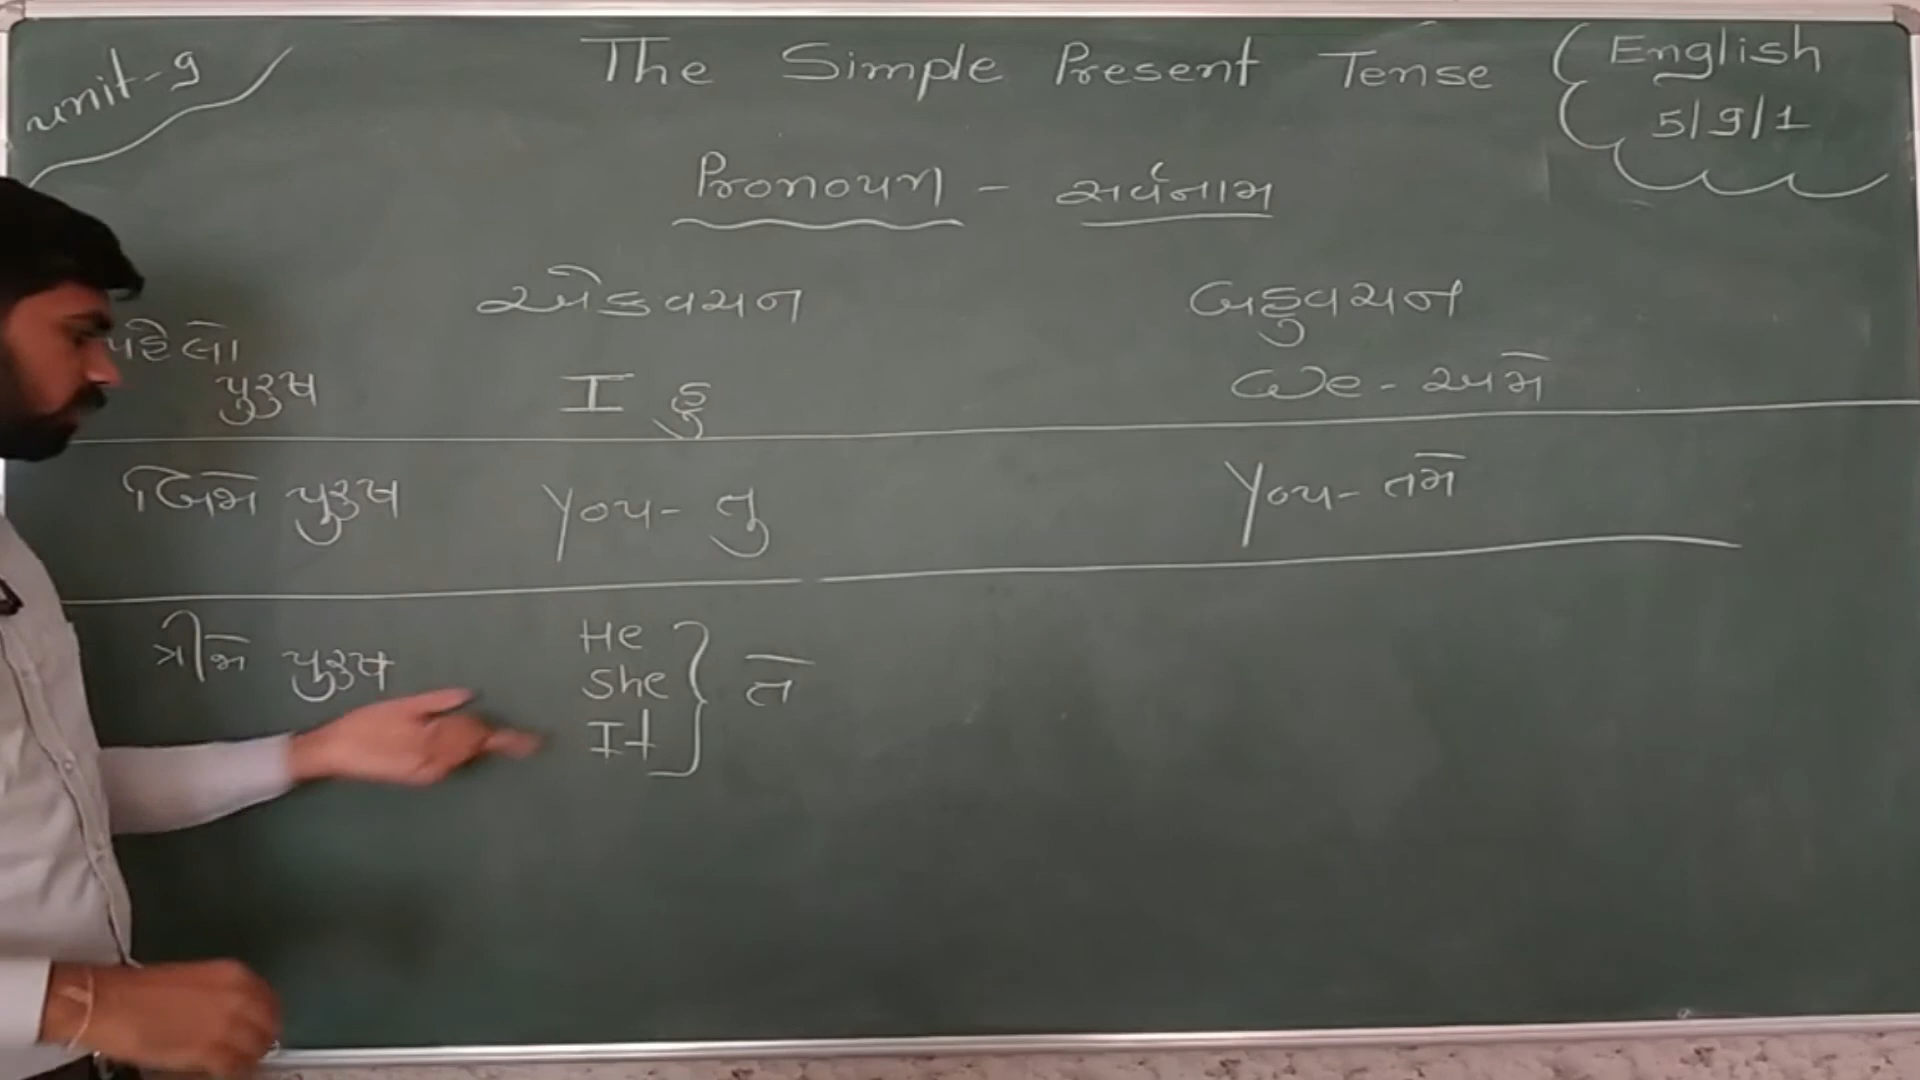 unit-9
The Simple Present Tense
English
5/9/1
Pronoun - સર્વનામ
એકવચન બહુવચન
પહેલો
પુરુષ I હુ We - અમે
બિજો પુરુષ You - તુ You - તમે
ત્રીજો પુરુષ He
She } તે
It